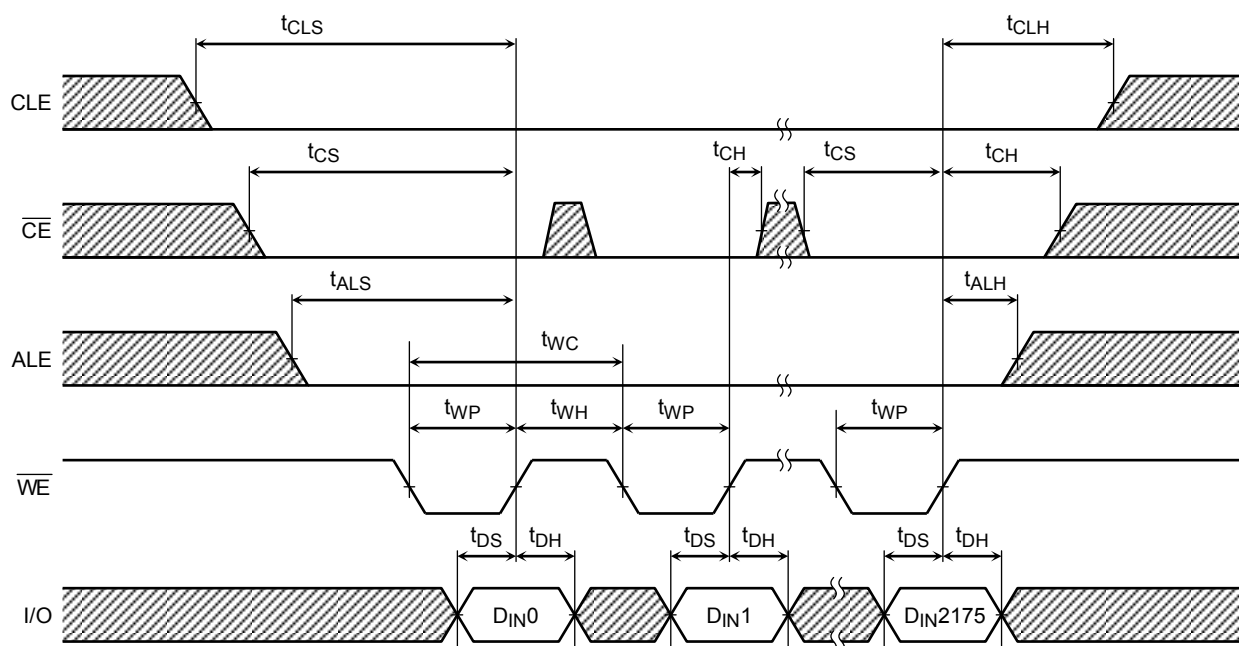 tCLS tCLH
CLE
tCS tCH tCS tCH
CE
tALS tALH
ALE
tWC
tWP tWH tWP tWP
WE
tDS tDH tDS tDH tDS tDH
I/O DIN0 DIN1 DIN2175